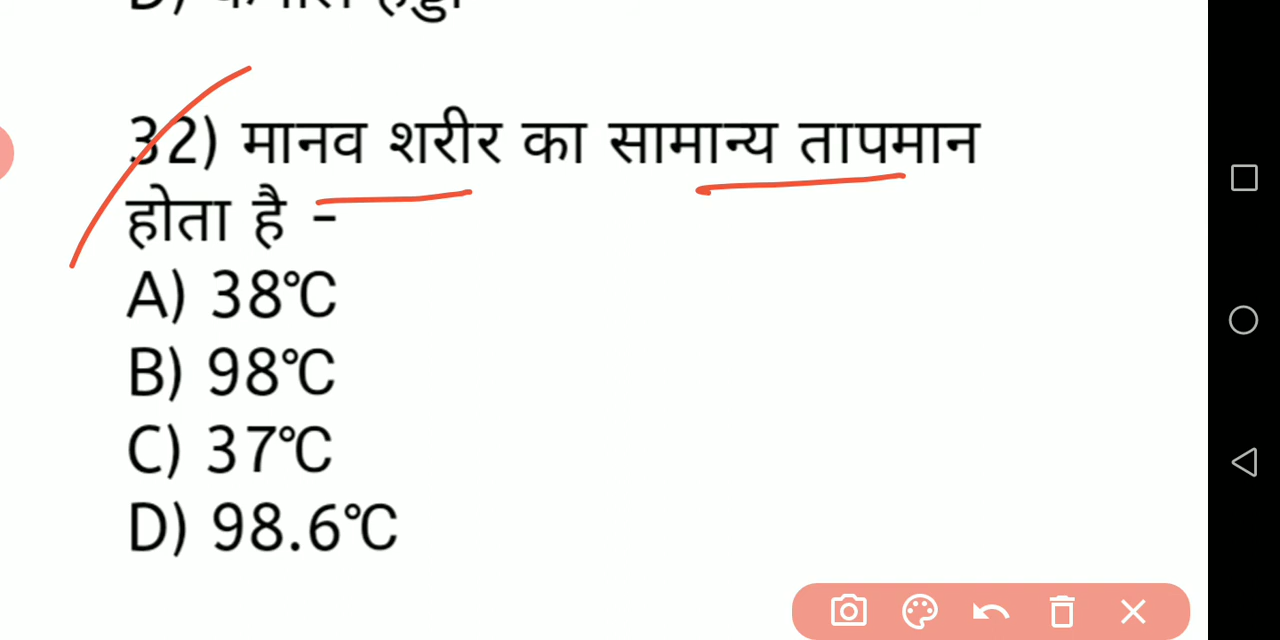 32) मानव शरीर का सामान्य तापमान
होता है -
A) 38°C
B) 98°C
C) 37°C
D) 98.6°C